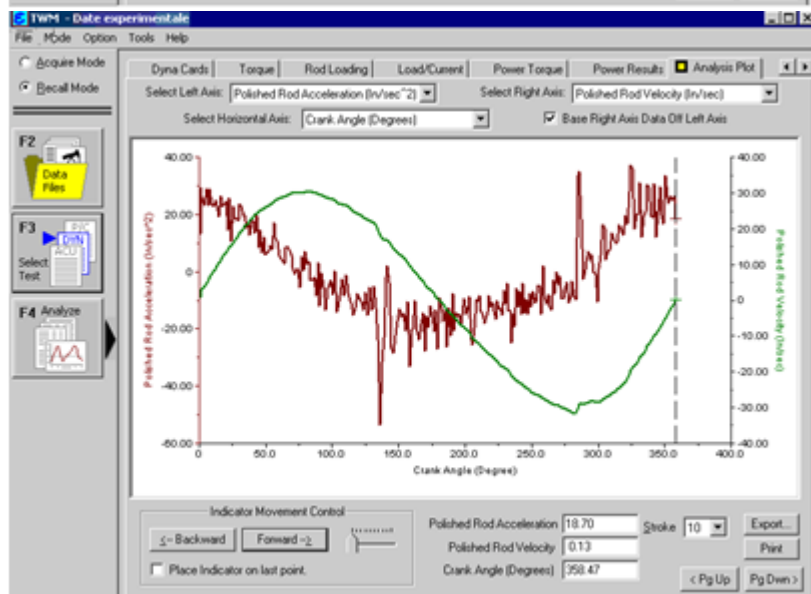 TWM - Date experimentale
File Mode Option Tools Help
Acquire Mode
Recall Mode
F2
Data
Files
F3
Select
Test
P/C
DYN
ACU
F4 Analyze
Dyna Cards Torque Rod Loading Load/Current Power Torque Power Results Analysis Plot
Select Left Axis: Polished Rod Acceleration (In/sec^2) Select Right Axis: Polished Rod Velocity (In/sec)
Select Horizontal Axis: Crank Angle (Degrees) Base Right Axis Data Off Left Axis
Polished Rod Acceleration (In/sec^2)
40.00
20.00
0
-20.00
-40.00
-60.00
40.00
30.00
20.00
10.00
0
-10.00
-20.00
-30.00
-40.00
Polished Rod Velocity (In/sec)
0 50.0 100.0 150.0 200.0 250.0 300.0 350.0 400.0
Crank Angle (Degree)
Indicator Movement Control
<- Backward Forward ->
Place Indicator on last point.
Polished Rod Acceleration 18.70 Stroke 10 Export...
Polished Rod Velocity 0.13 Print
Crank Angle (Degrees) 358.47 < Pg Up Pg Dwn >